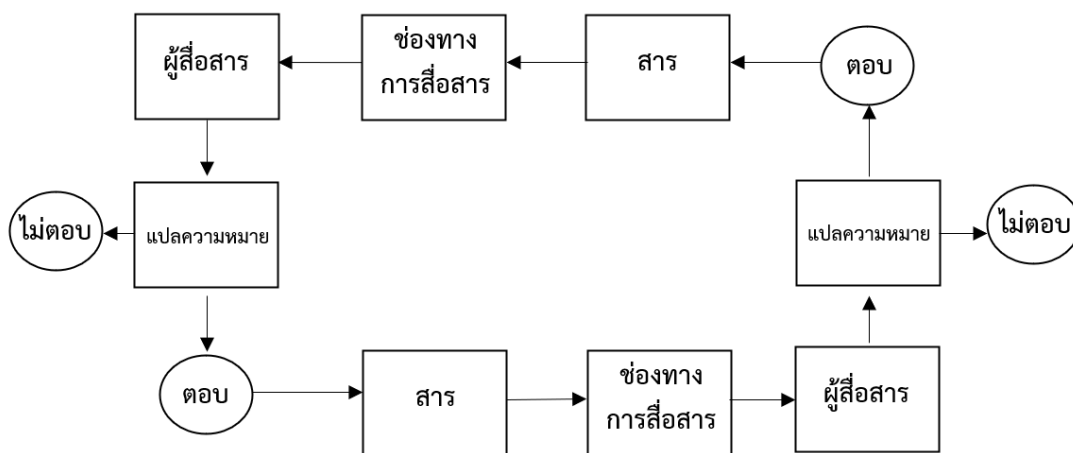 ผู้สื่อสาร
ช่องทาง
การสื่อสาร
สาร
ตอบ
ไม่ตอบ
แปลความหมาย
แปลความหมาย
ไม่ตอบ
ตอบ
สาร
ช่องทาง
การสื่อสาร
ผู้สื่อสาร